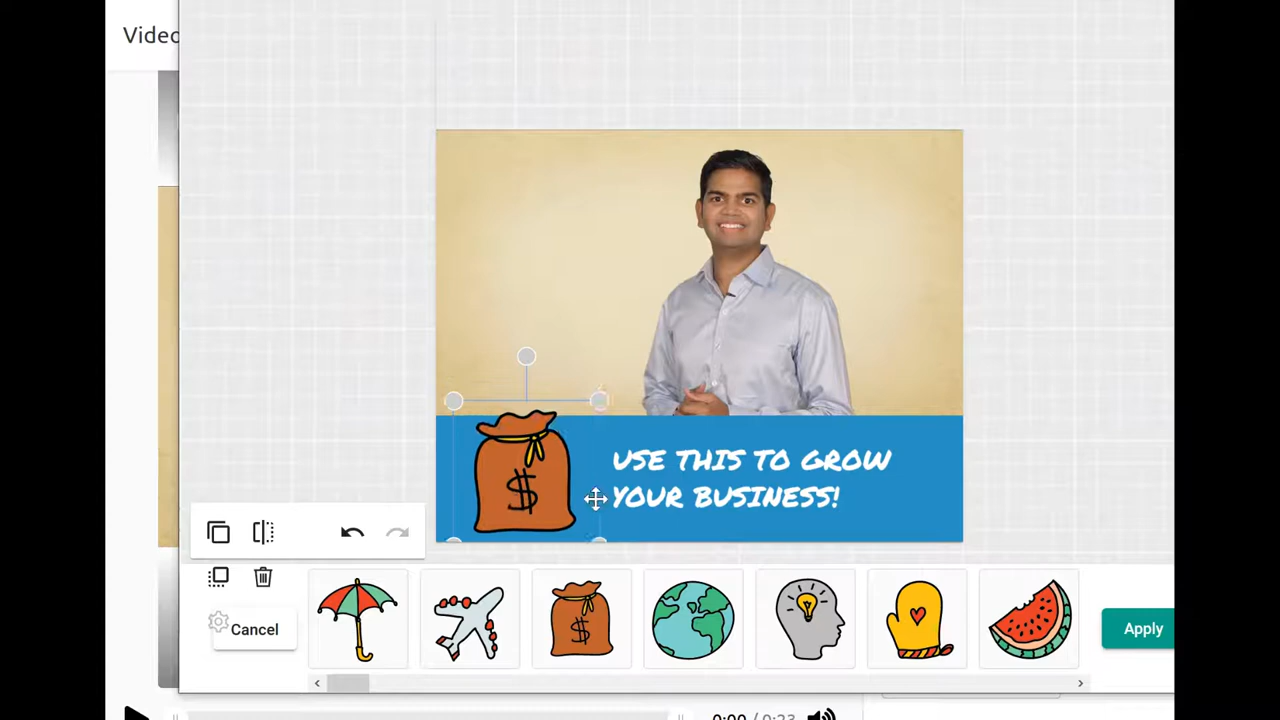 Video
USE THIS TO GROW
YOUR BUSINESS!
$
Cancel
$
Apply
0:00 / 0:23